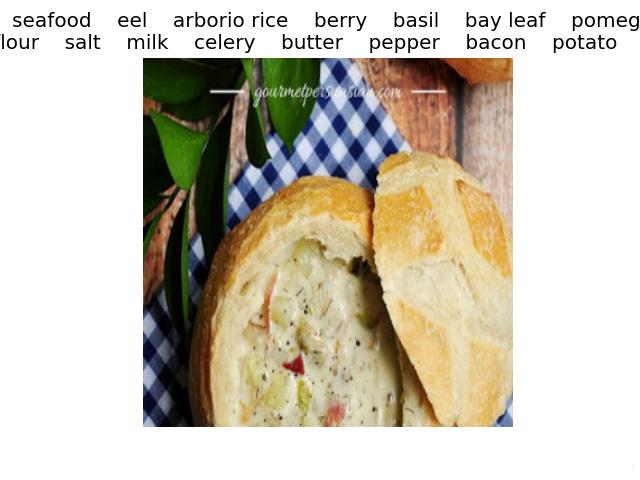 seafood eel arborio rice berry basil bay leaf
salt milk celery butter pepper bacon potato
gourmetpersuasian.com